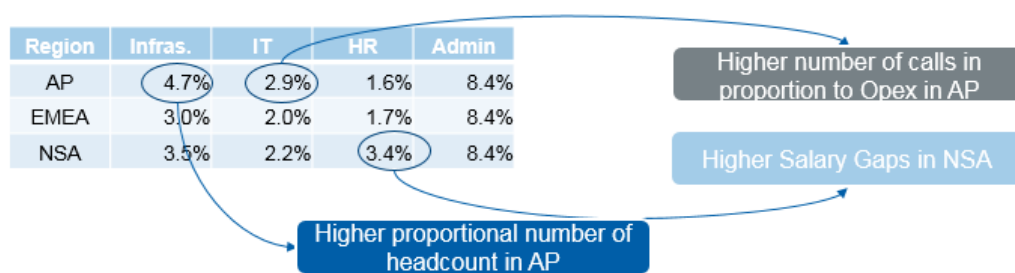 Region Infras. IT HR Admin
AP 4.7% 2.9% 1.6% 8.4%
EMEA 3.0% 2.0% 1.7% 8.4%
NSA 3.5% 2.2% 3.4% 8.4%
Higher number of calls in
proportion to Opex in AP
Higher Salary Gaps in NSA
Higher proportional number of
headcount in AP